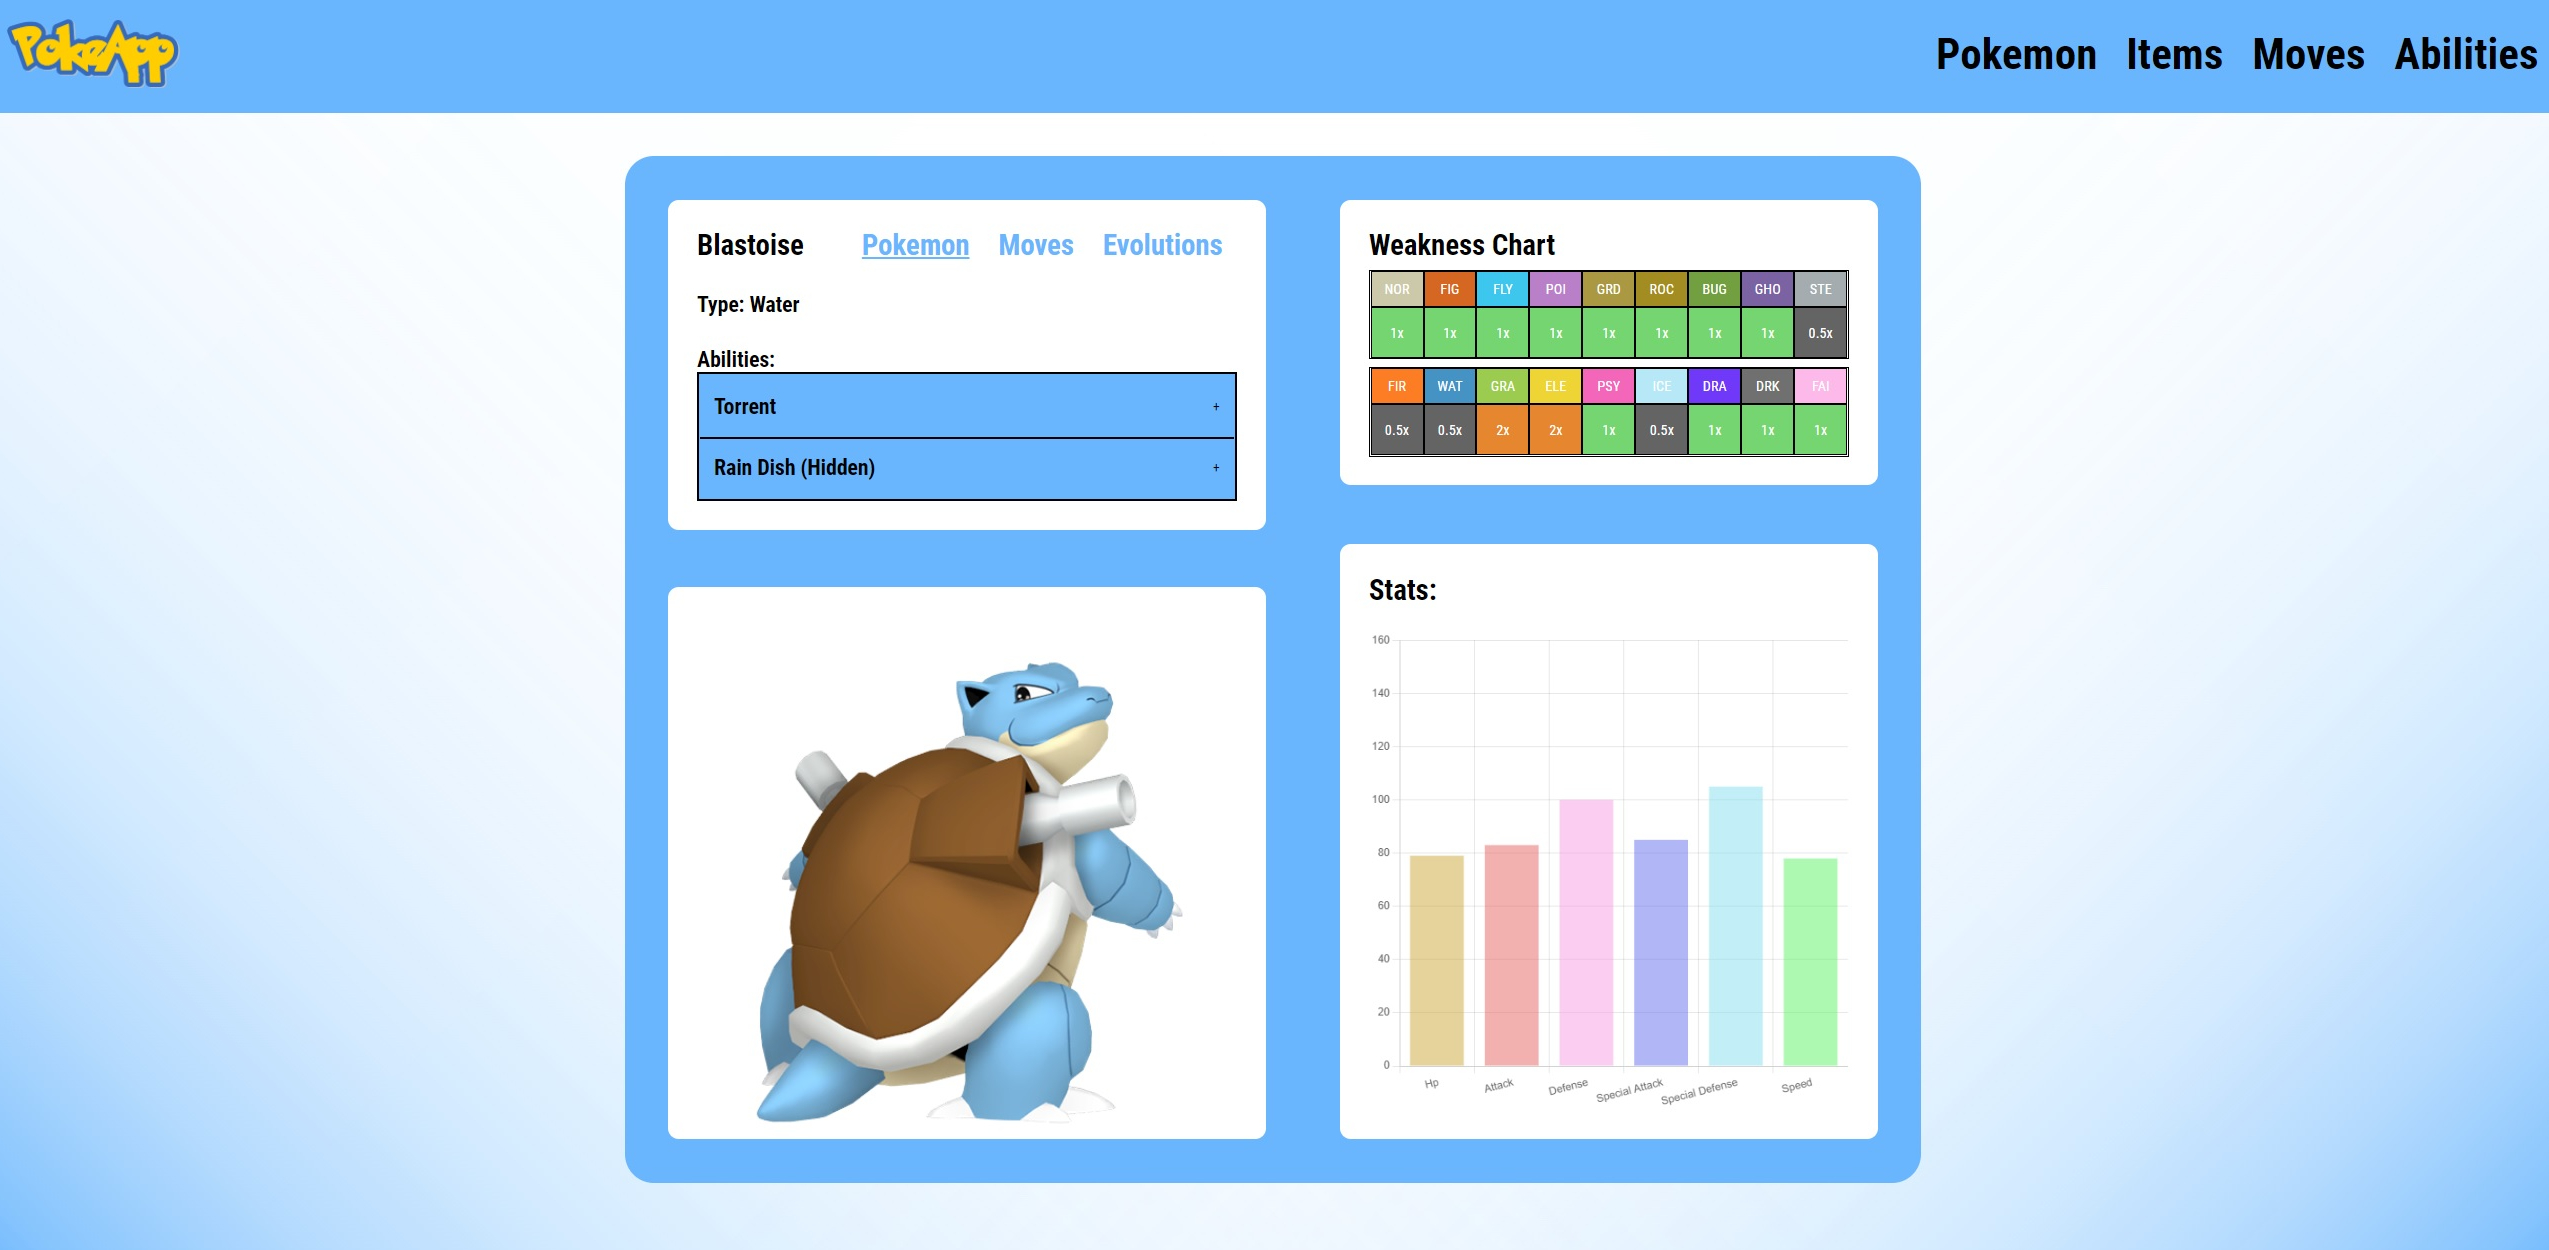 PokeApp
Pokemon Items Moves Abilities
Blastoise Pokemon Moves Evolutions
Type: Water
Abilities:
Torrent +
Rain Dish (Hidden) +
Weakness Chart
NOR FIG FLY POI GRD ROC BUG GHO STE
1x 1x 1x 1x 1x 1x 1x 1x 0.5x
FIR WAT GRA ELE PSY ICE DRA DRK FAI
0.5x 0.5x 2x 2x 1x 0.5x 1x 1x 1x
Stats:
160
140
120
100
80
60
40
20
0
Hp Attack Defense Special Attack Special Defense Speed